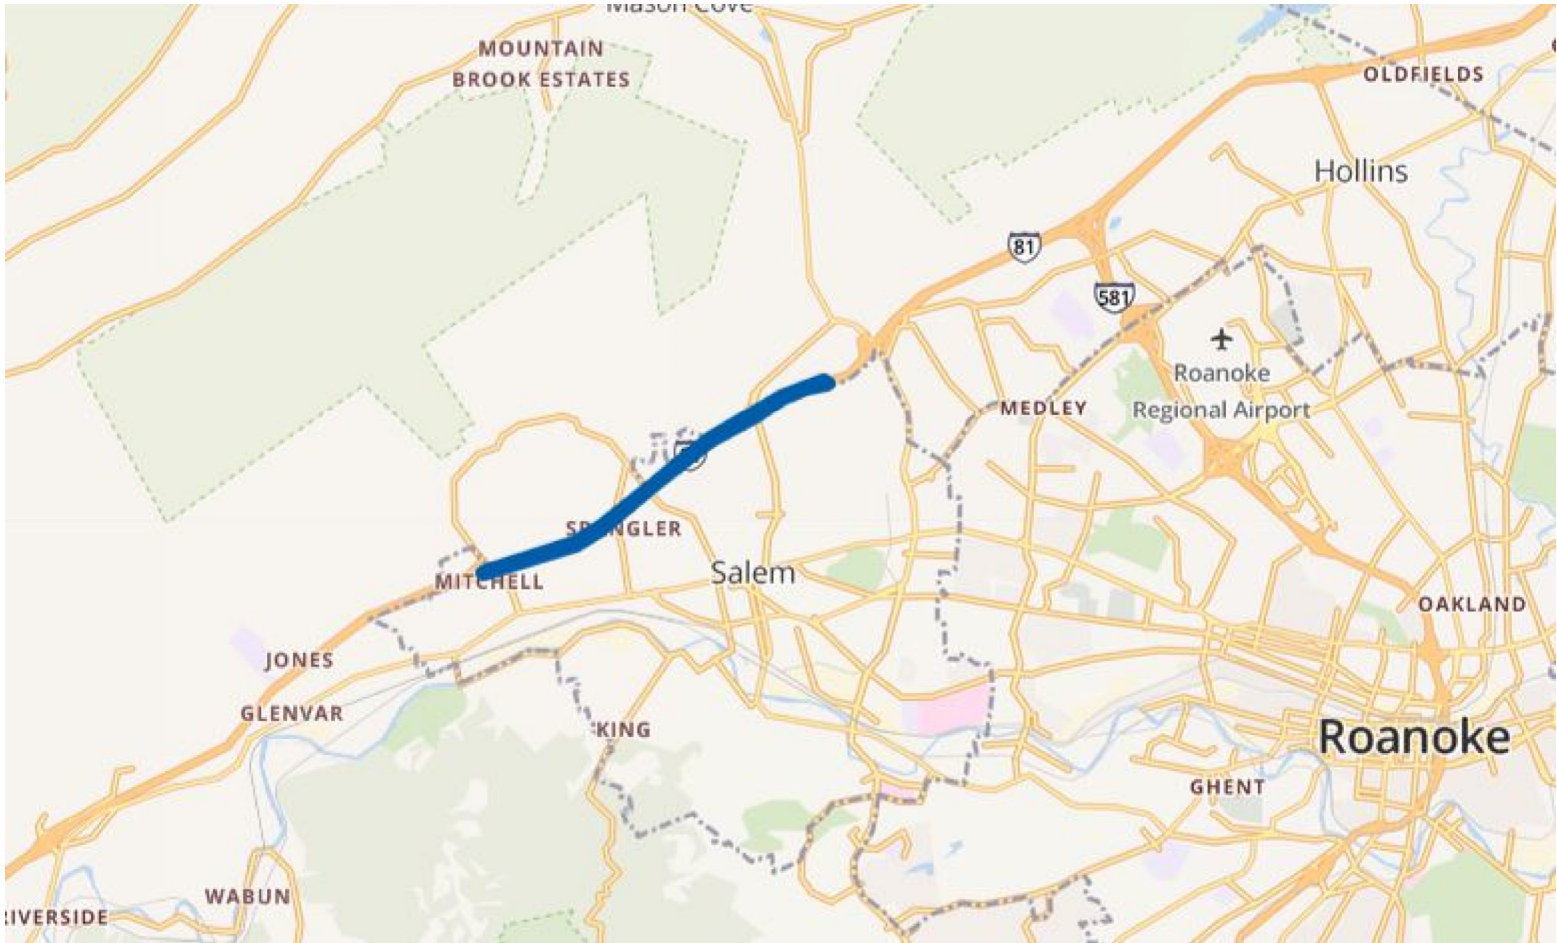 Mason Cove
MOUNTAIN
BROOK ESTATES
OLDFIELDS
Hollins
81
581
Roanoke
Regional Airport
MEDLEY
Salem
MITCHELL
OAKLAND
JONES
GLENVAR
KING
Roanoke
GHENT
WABUN
RIVERSIDE